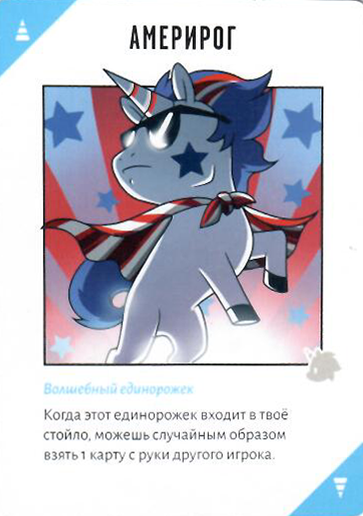 АМЕРИРОГ
Волшебный единорожек
Когда этот единорожек входит в твоё
стойло, можешь случайным образом
взять 1 карту с руки другого игрока.